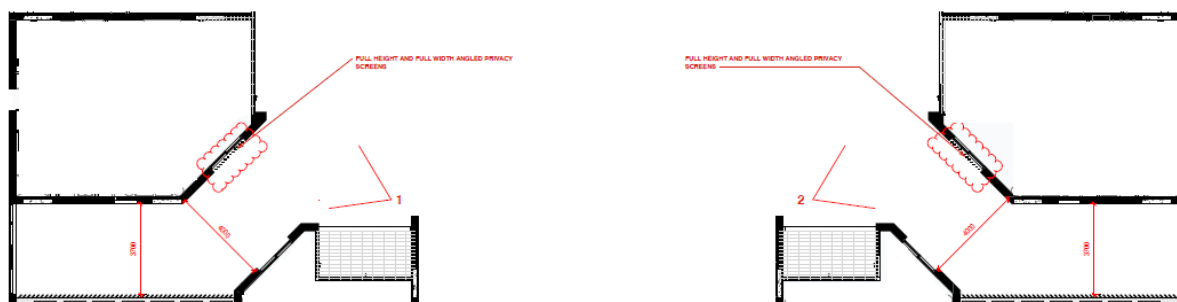 FULL HEIGHT AND FULL WIDTH ANGLED PRIVACY
SCREENS
1
4000
3700
FULL HEIGHT AND FULL WIDTH ANGLED PRIVACY
SCREENS
2
4000
3700